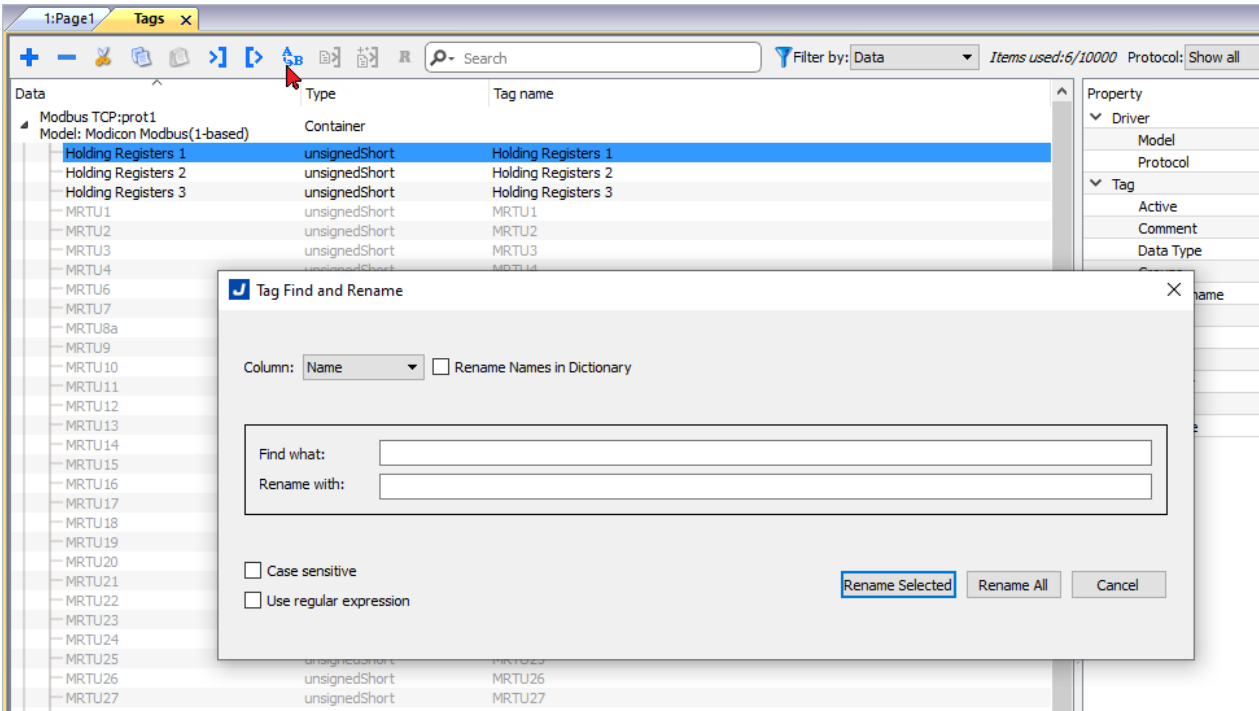 1:Page1 Tags x
A B R Search Filter by: Data Items used:6/10000 Protocol: Show all
Data Type Tag name Property
Modbus TCP:prot1
Model: Modicon Modbus(1-based) Container
Holding Registers 1 unsignedShort Holding Registers 1
Holding Registers 2 unsignedShort Holding Registers 2
Holding Registers 3 unsignedShort Holding Registers 3
MRTU1 unsignedShort MRTU1
MRTU2 unsignedShort MRTU2
MRTU3 unsignedShort MRTU3
MRTU4 unsignedShort MRTU4
MRTU6
MRTU7
MRTU8a
MRTU9
MRTU10
MRTU11
MRTU12
MRTU13
MRTU14
MRTU15
MRTU16
MRTU17
MRTU18
MRTU19
MRTU20
MRTU21
MRTU22
MRTU23
MRTU24
MRTU25 unsignedShort MRTU25
MRTU26 unsignedShort MRTU26
MRTU27 unsignedShort MRTU27
Driver
Model
Protocol
Tag
Active
Comment
Data Type
Groups
name
J Tag Find and Rename
Column: Name Rename Names in Dictionary
Find what:
Rename with:
Case sensitive
Use regular expression
Rename Selected Rename All Cancel